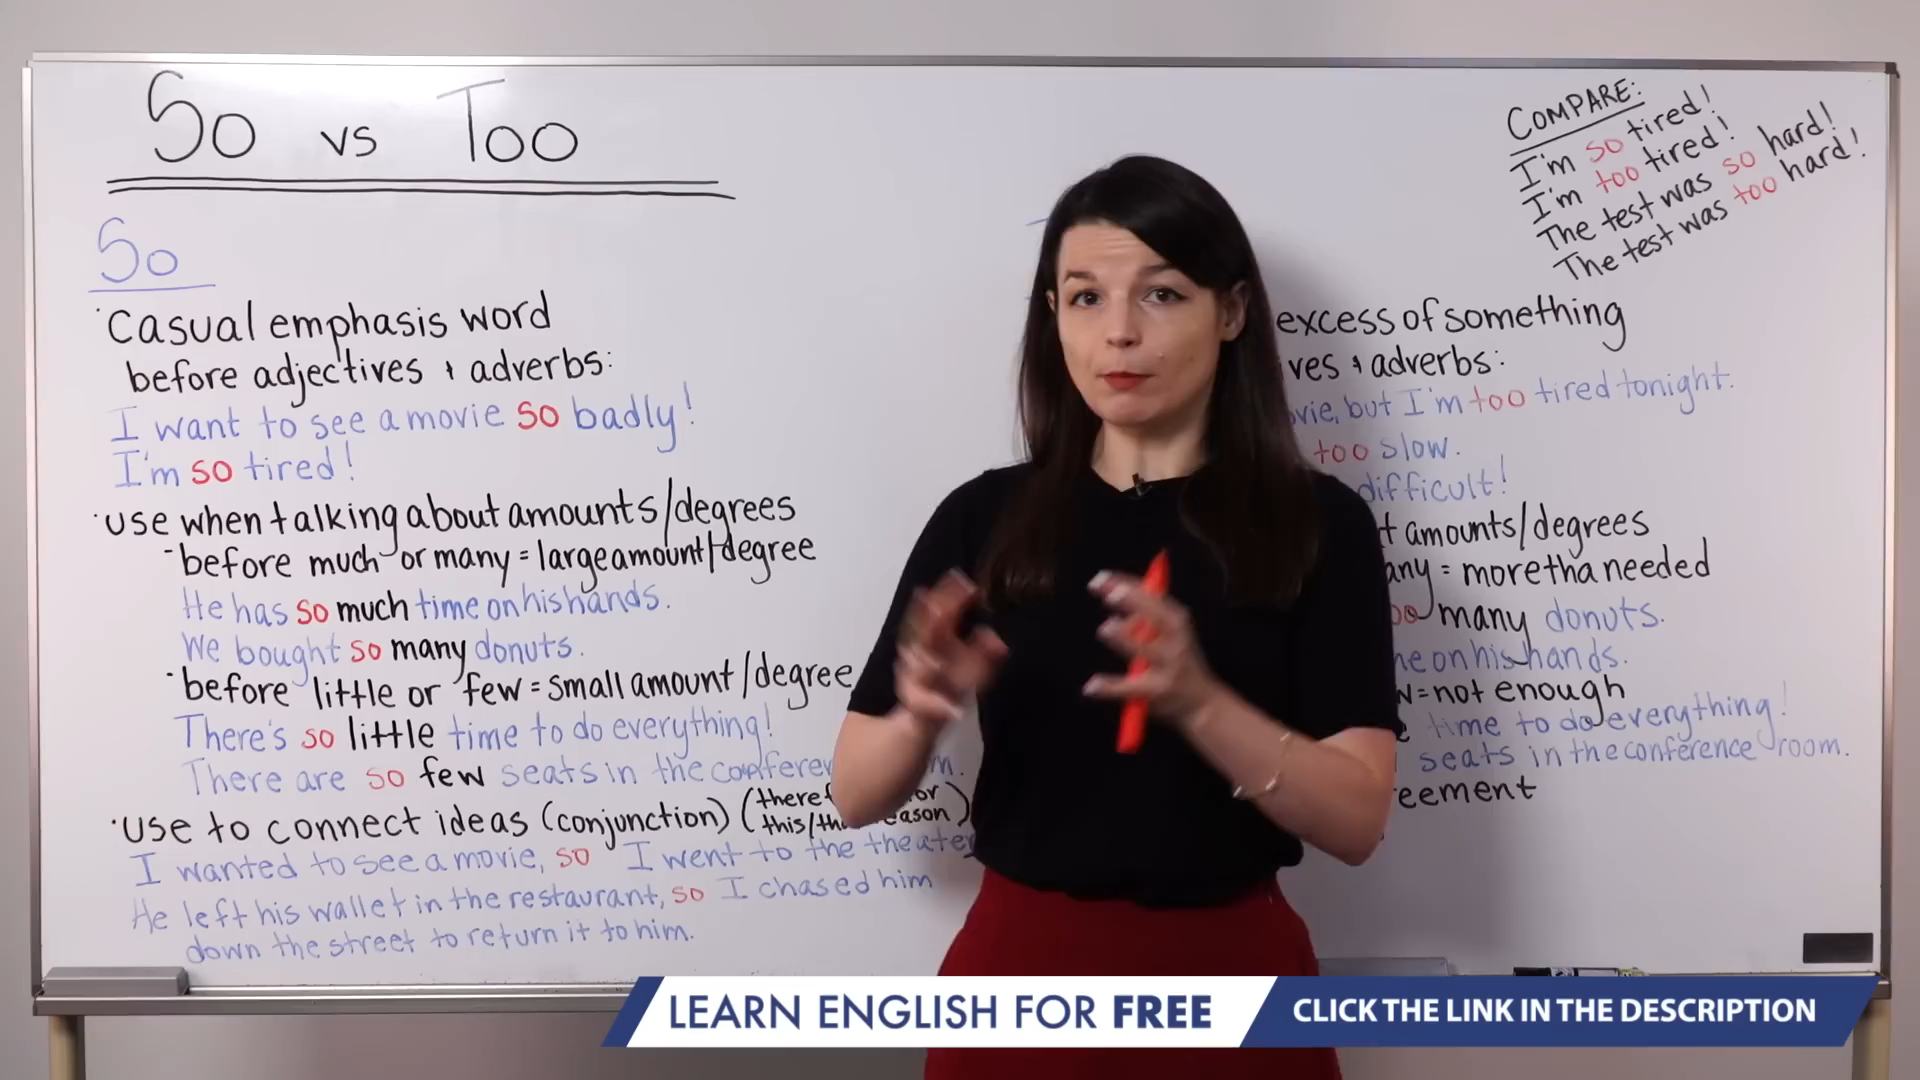 So vs Too
So
· Casual emphasis word
before adjectives & adverbs:
I want to see a movie so badly!
I'm so tired!
· Use when talking about amounts/degrees
- before much or many = large amount/degree
He has so much time on his hands.
We bought so many donuts.
- before little or few = small amount/degree
There's so little time to do everything!
There are so few seats in the
· Use to connect ideas (conjunction) (
this/
I wanted to see a movie, so I went to the theater
He left his wallet in the restaurant, so I chased him
down the street to return it to him.
COMPARE:
I'm so tired!
I'm too tired!
The test was so hard!
The test was too hard!
excess of something
& adverbs:
but I'm too tired tonight.
too slow.
difficult!
amounts/degrees
= more tha needed
many donuts.
on his hands.
= not enough
time to do everything!
seats in the conference room.
LEARN ENGLISH FOR FREE
CLICK THE LINK IN THE DESCRIPTION